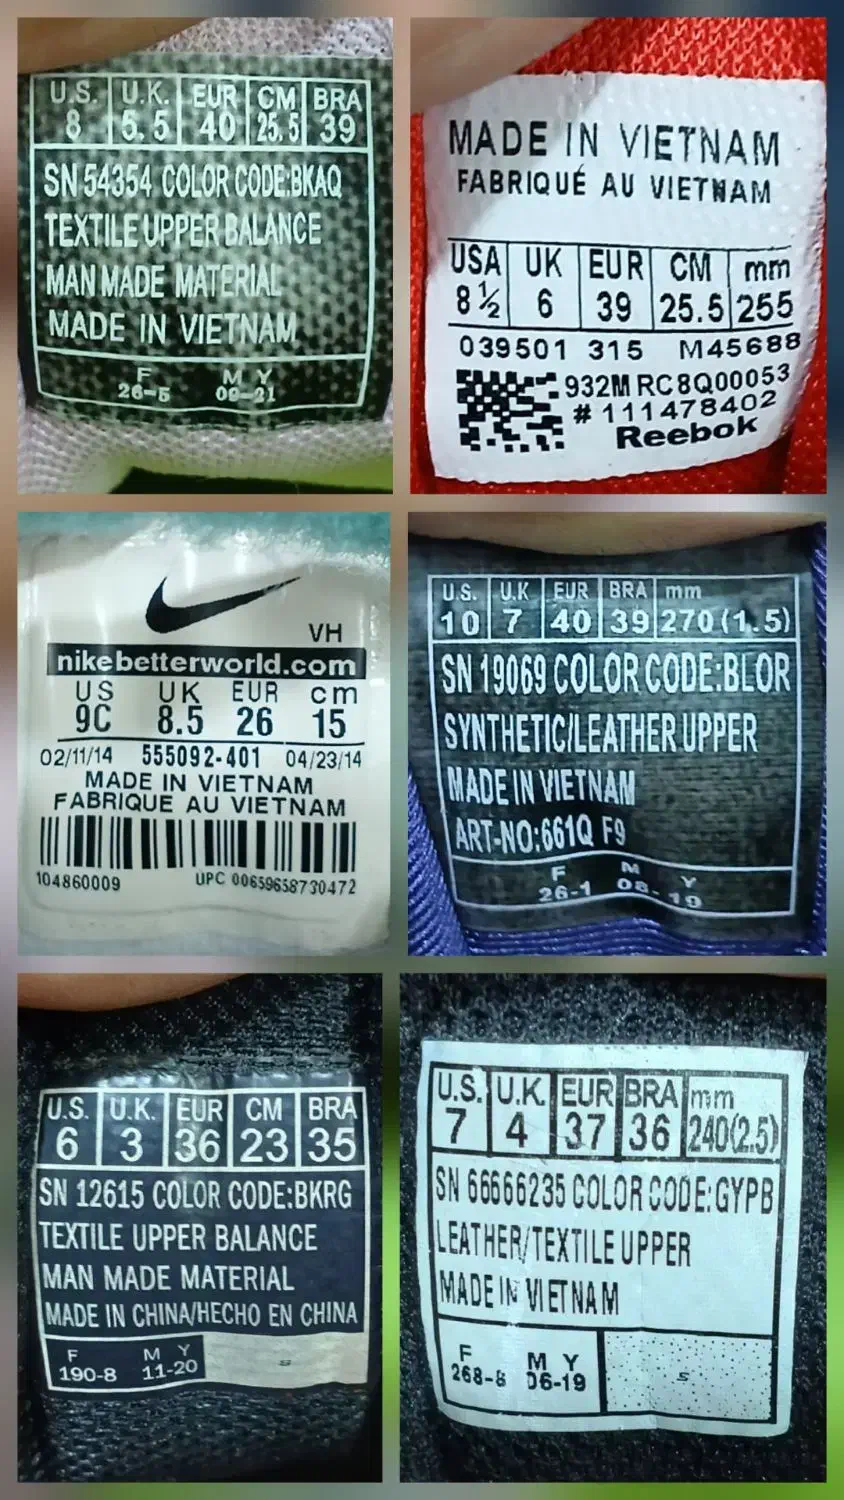 U.S. U.K. EUR CM BRA
8 5.5 40 25.5 39
SN 54354 COLOR CODE:BKAQ
TEXTILE UPPER BALANCE
MAN MADE MATERIAL
MADE IN VIETNAM
F M Y
26-5 09-21
MADE IN VIETNAM
FABRIQUÉ AU VIETNAM
USA UK EUR CM mm
8 ½ 6 39 25.5 255
039501 315 M45688
932M RC8Q00053
# 111478402
Reebok
VH
nikebetterworld.com
US UK EUR cm
9C 8.5 26 15
02/11/14 555092-401 04/23/14
MADE IN VIETNAM
FABRIQUE AU VIETNAM
104860009 UPC 00659658730472
U.S. U.K EUR BRA mm
10 7 40 39 270(1.5)
SN 19069 COLOR CODE:BLOR
SYNTHETIC/LEATHER UPPER
MADE IN VIETNAM
ART-NO:661Q F9
F M Y
26-1 08-19
U.S. U.K. EUR CM BRA
6 3 36 23 35
SN 12615 COLOR CODE:BKRG
TEXTILE UPPER BALANCE
MAN MADE MATERIAL
MADE IN CHINA/HECHO EN CHINA
F M Y
190-8 11-20 S
U.S. U.K. EUR BRA mm
7 4 37 36 240(2.5)
SN 66666235 COLOR CODE:GYPB
LEATHER/TEXTILE UPPER
MADE IN VIETNAM
F M Y
268-8 06-19 S